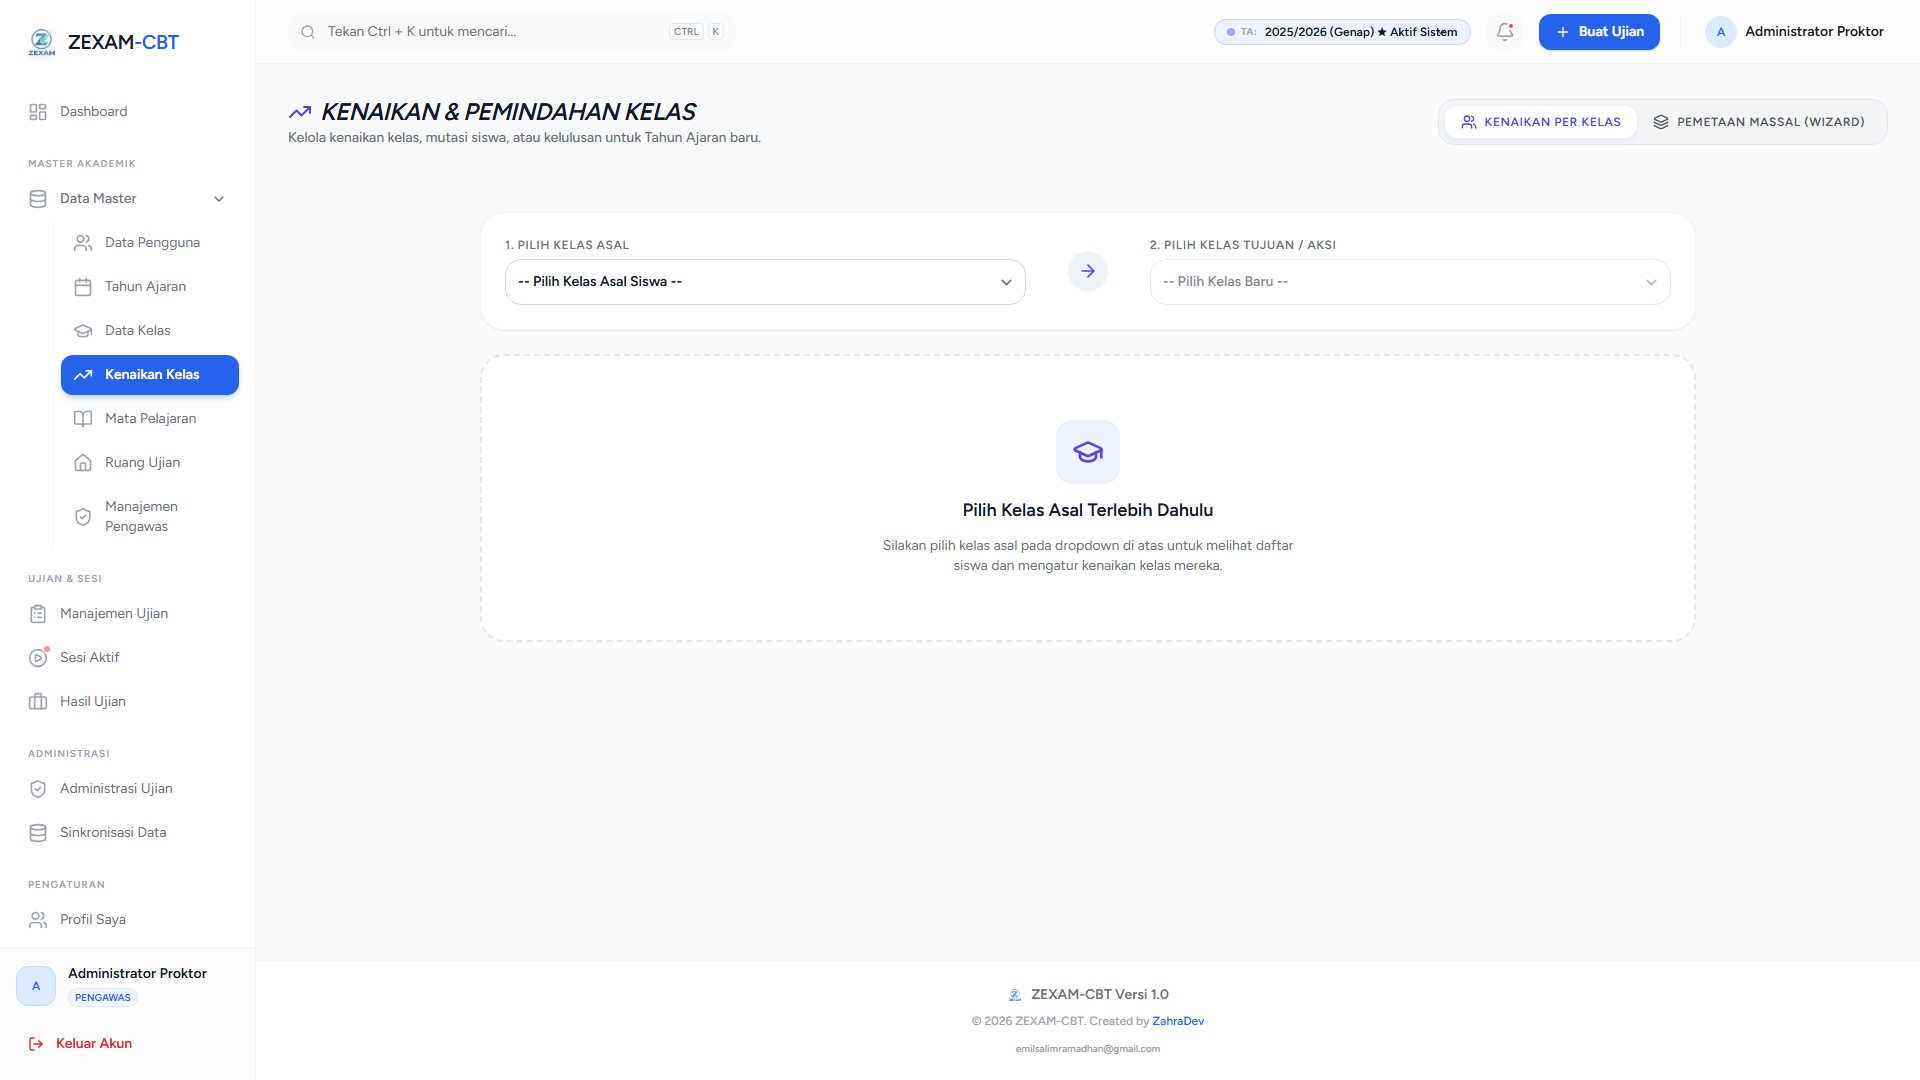 ZEXAM
ZEXAM-CBT
Tekan Ctrl + K untuk mencari...
CTRL
K
TA: 2025/2026 (Genap) ★ Aktif Sistem
+ Buat Ujian
A
Administrator Proktor
Dashboard
MASTER AKADEMIK
Data Master
Data Pengguna
Tahun Ajaran
Data Kelas
Kenaikan Kelas
Mata Pelajaran
Ruang Ujian
Manajemen
Pengawas
UJIAN & SESI
Manajemen Ujian
Sesi Aktif
Hasil Ujian
ADMINISTRASI
Administrasi Ujian
Sinkronisasi Data
PENGATURAN
Profil Saya
A
Administrator Proktor
PENGAWAS
Keluar Akun
KENAIKAN & PEMINDAHAN KELAS
Kelola kenaikan kelas, mutasi siswa, atau kelulusan untuk Tahun Ajaran baru.
KENAIKAN PER KELAS
PEMETAAN MASSAL (WIZARD)
1. PILIH KELAS ASAL
-- Pilih Kelas Asal Siswa --
2. PILIH KELAS TUJUAN / AKSI
-- Pilih Kelas Baru --
Pilih Kelas Asal Terlebih Dahulu
Silakan pilih kelas asal pada dropdown di atas untuk melihat daftar
siswa dan mengatur kenaikan kelas mereka.
ZEXAM-CBT Versi 1.0
© 2026 ZEXAM-CBT. Created by ZahraDev
emilsalimramadhan@gmail.com